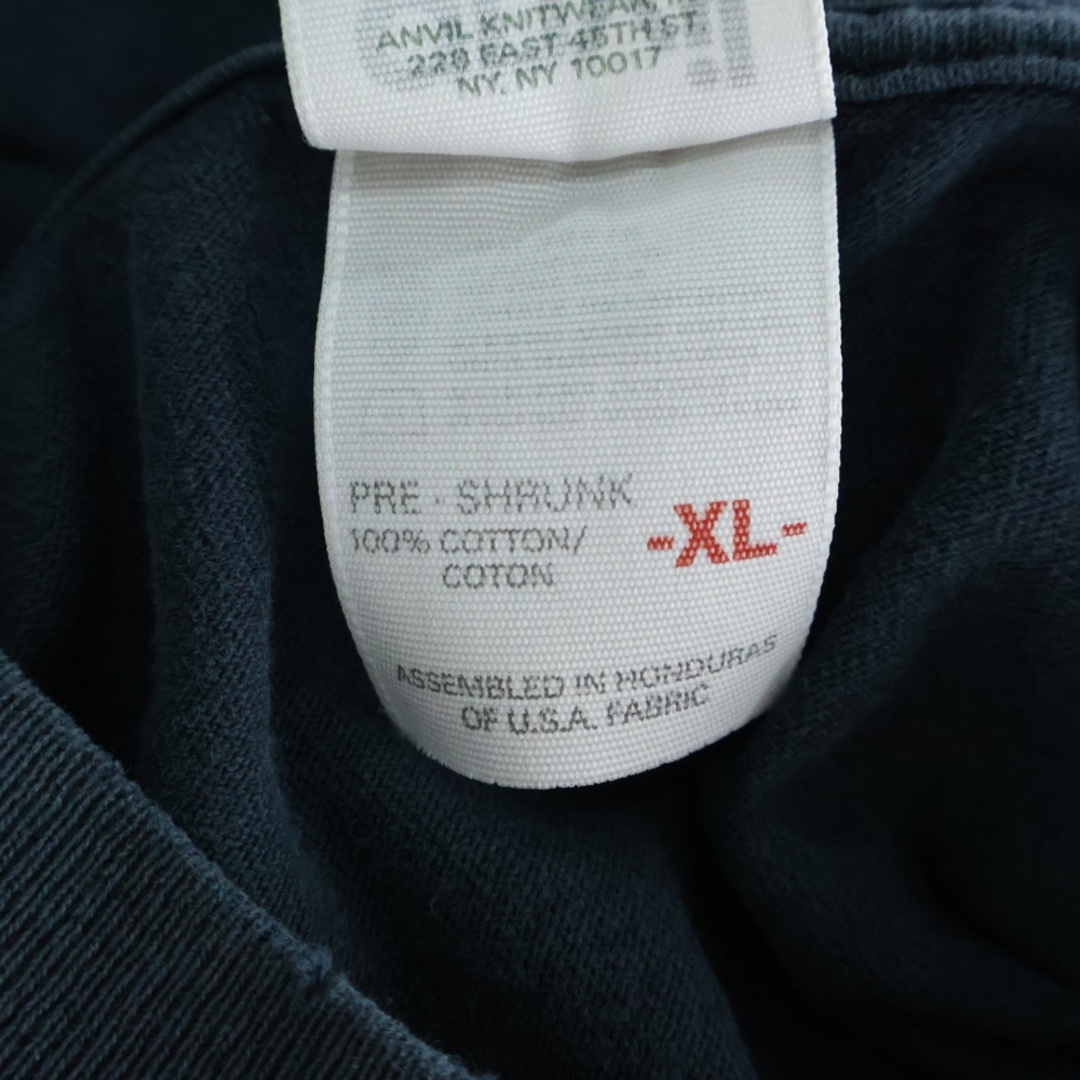 ANVIL KNITWEAR,
228 EAST 45TH ST.
NY, NY 10017
PRE - SHRUNK
100% COTTON/
COTON
-XL-
ASSEMBLED IN HONDURAS
OF U.S.A. FABRIC